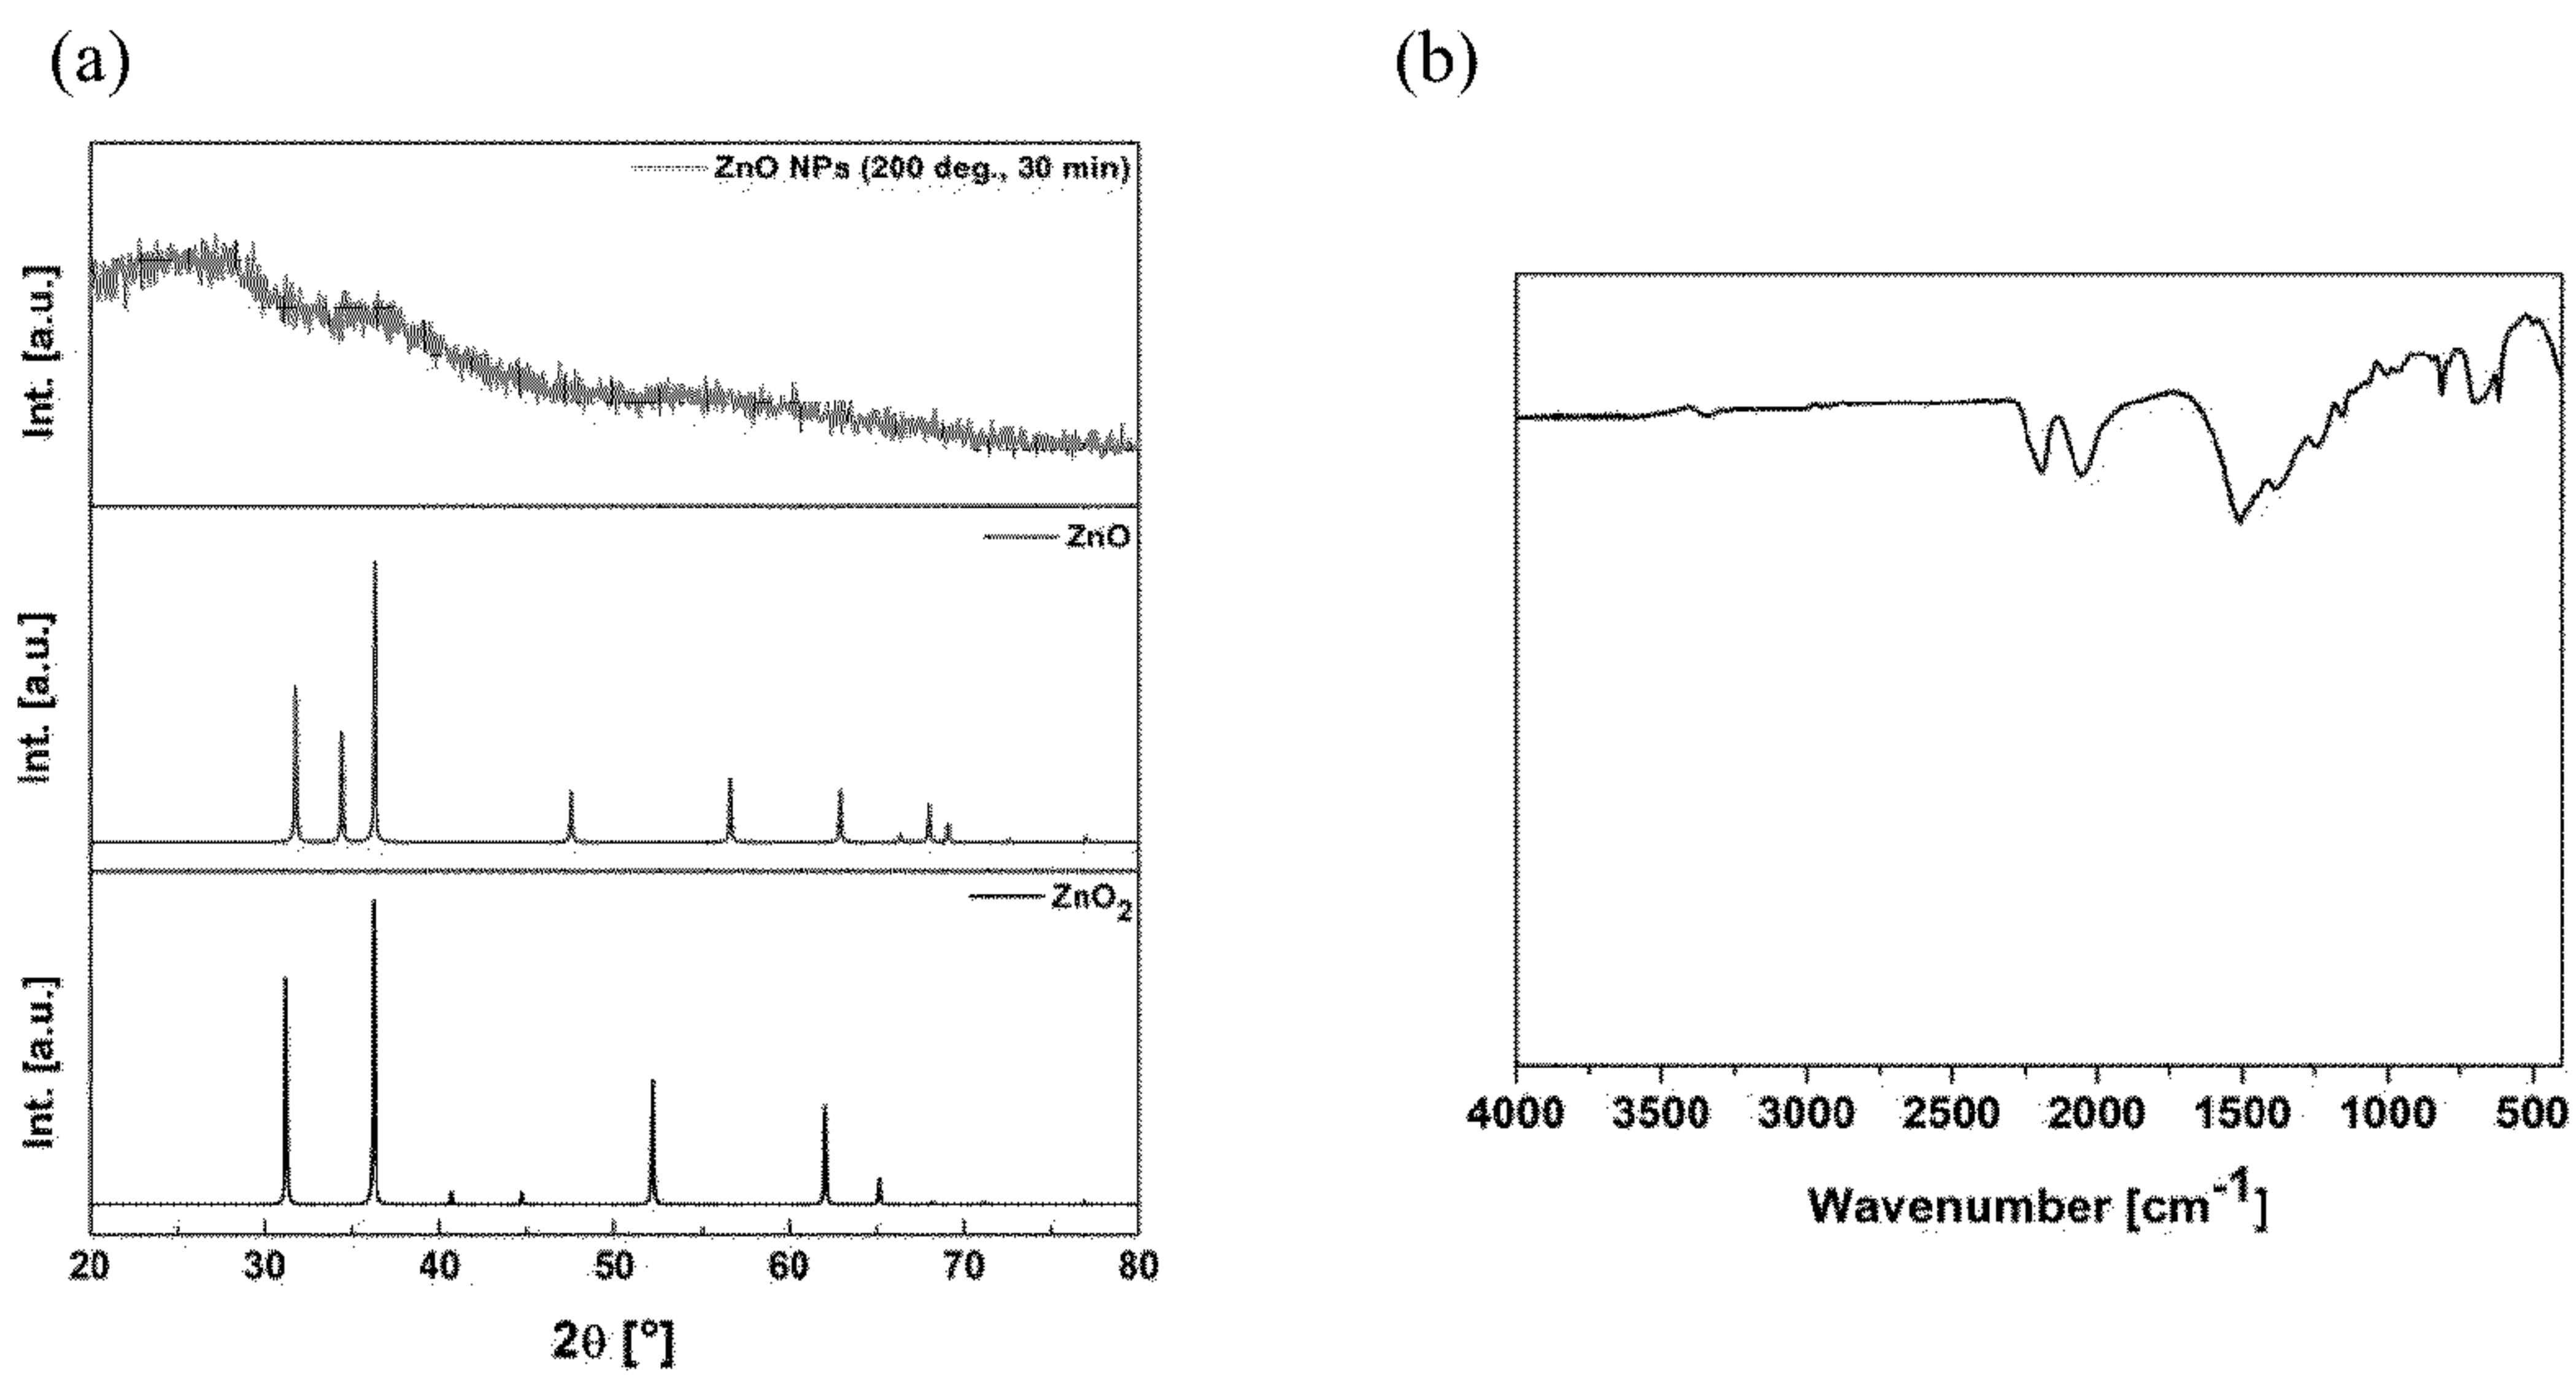 (a)
ZnO NPs (200 deg., 30 min)
Int. [a.u.]
ZnO
Int. [a.u.]
ZnO2
Int. [a.u.]
20 30 40 50 60 70 80
2θ [°]
(b)
4000 3500 3000 2500 2000 1500 1000 500
Wavenumber [cm-1]